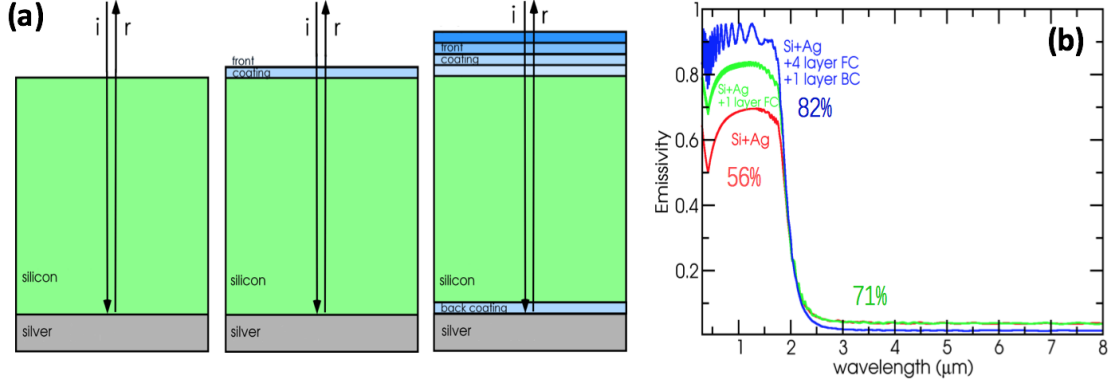 (a)
i r
silicon
silver
i r
front
coating
silicon
silver
i r
front
coating
silicon
back coating
silver
(b)
1
0.8
0.6
0.4
0.2
Emissivity
Si+Ag
+4 layer FC
+1 layer BC
82%
Si+Ag
+1 layer FC
Si+Ag
56%
71%
1 2 3 4 5 6 7 8
wavelength (μm)